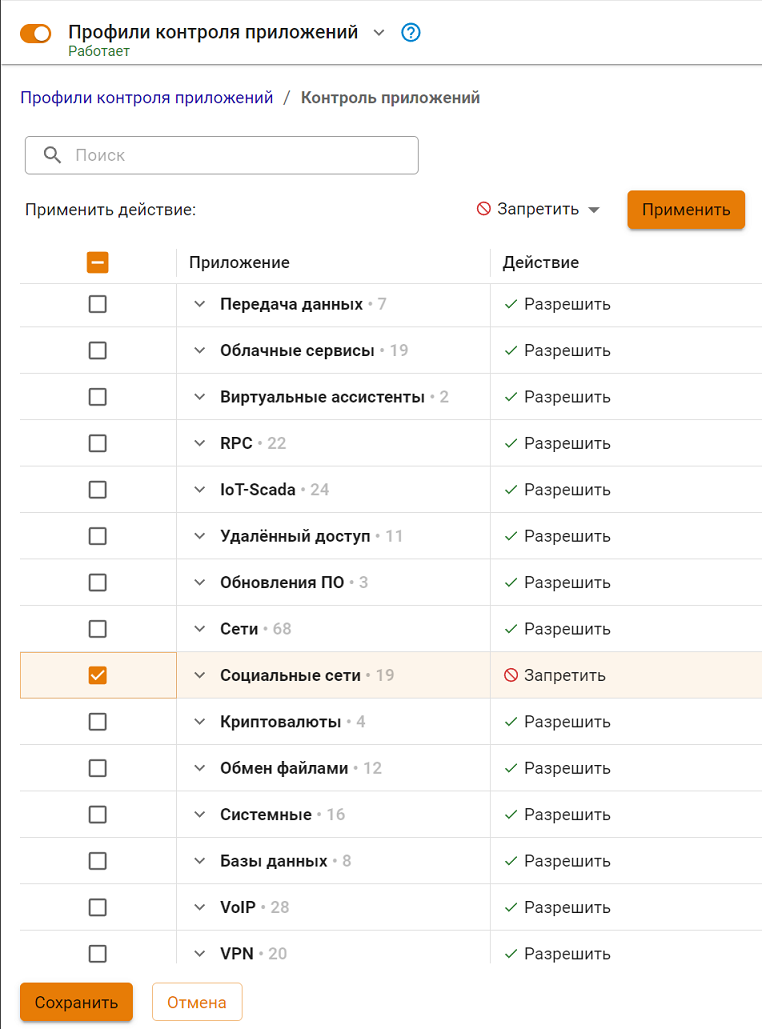 Профили контроля приложений
Работает
Профили контроля приложений / Контроль приложений
Поиск
Применить действие: Запретить Применить
Приложение Действие
Передача данных • 7 Разрешить
Облачные сервисы • 19 Разрешить
Виртуальные ассистенты • 2 Разрешить
RPC • 22 Разрешить
IoT-Scada • 24 Разрешить
Удалённый доступ • 11 Разрешить
Обновления ПО • 3 Разрешить
Сети • 68 Разрешить
Социальные сети • 19 Запретить
Криптовалюты • 4 Разрешить
Обмен файлами • 12 Разрешить
Системные • 16 Разрешить
Базы данных • 8 Разрешить
VoIP • 28 Разрешить
VPN • 20 Разрешить
Сохранить Отмена